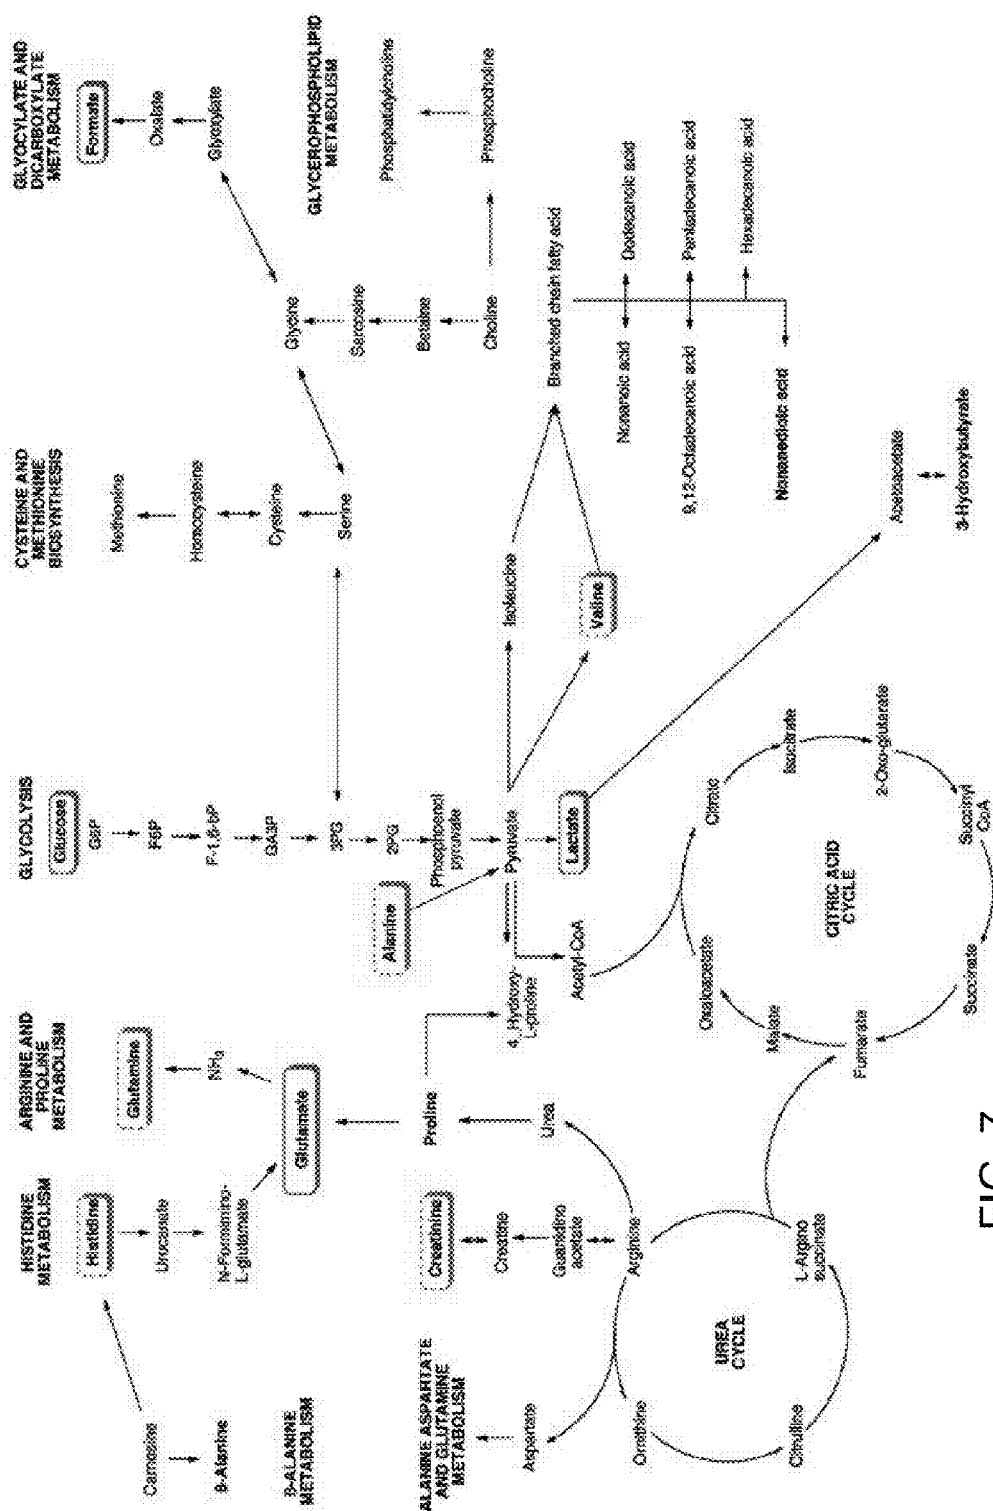 HISTIDINE
METABOLISM
ARGININE AND
PROLINE
METABOLISM
GLYCOLYSIS
CYSTEINE AND
METHIONINE
BIOSYNTHESIS
GLYOCYLATE AND
DICARBOXYLATE
METABOLISM
Carnosine
β-Alanine
β-ALANINE
METABOLISM
Histidine
Urocanate
N-Formamino-
L-glutamate
Glutamine
NH3
Glutamate
Proline
4_Hydroxy-
L-proline
Glucose
G6P
F6P
F-1,6-bP
GA3P
3PG
2PG
Phosphoenol
pyruvate
Alanine
Pyruvate
Lactate
Acetyl-CoA
Methionine
Homocysteine
Cysteine
Serine
Formate
Oxalate
Glyoxylate
Glycine
Sarcosine
Betaine
Choline
GLYCEROPHOSPHOLIPID
METABOLISM
Phosphatidylcholine
Phosphocholine
Isoleucine
Valine
Branched chain fatty acid
Nonanoic acid
Dodecanoic acid
9,12-Octadecanoic acid
Pentadecanoic acid
Nonanedioic acid
Hexadecanoic acid
Acetoacetate
3-Hydroxybutyrate
ALANINE ASPARTATE
AND GLUTAMINE
METABOLISM
Aspartate
Creatinine
Creatine
Guanidino
acetate
Arginine
Urea
Ornithine
UREA
CYCLE
Citrulline
L-Argino
succinate
Oxaloacetate
Malate
Fumarate
CITRIC ACID
CYCLE
Citrate
Isocitrate
2-Oxo-glutarate
Succinyl
CoA
Succinate
FIG. 7